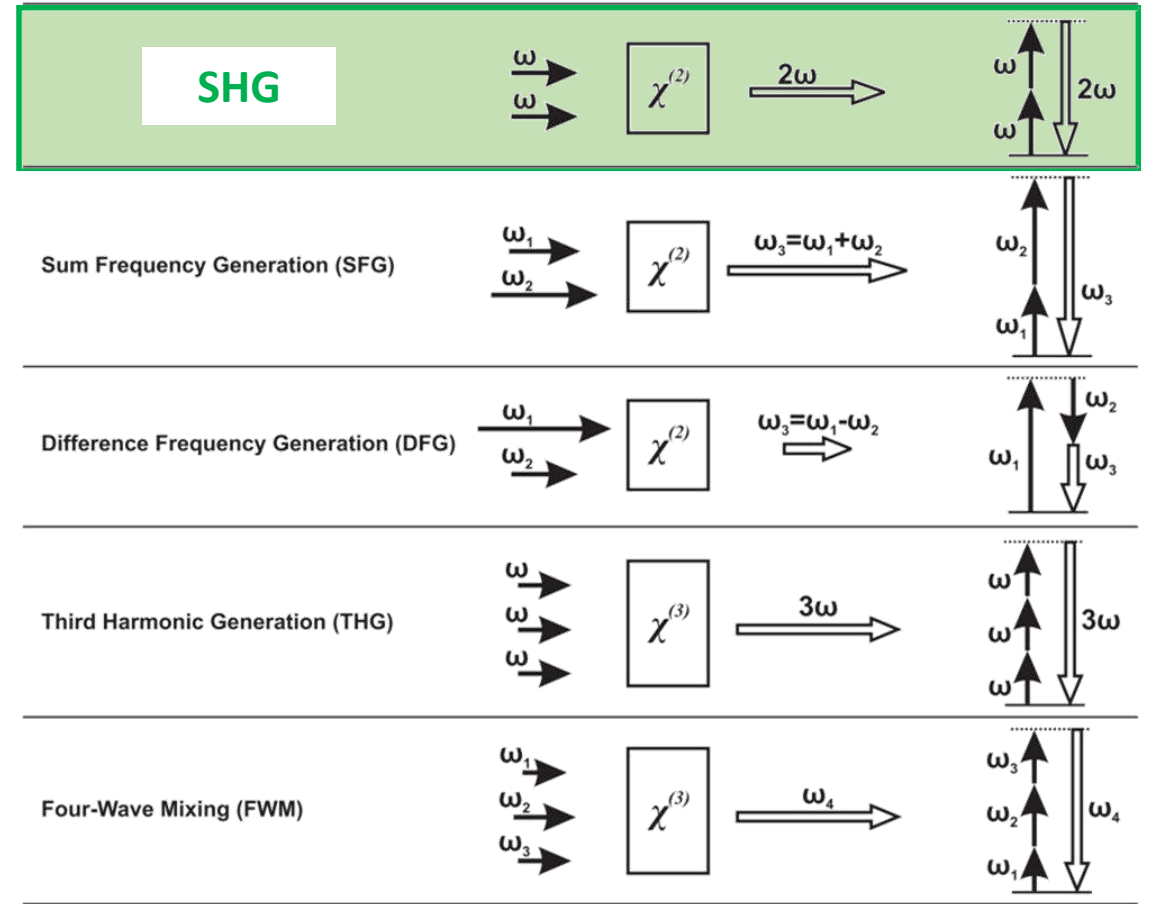 SHG
ω
ω
χ⁽²⁾
2ω
ω
ω
2ω
Sum Frequency Generation (SFG)
ω₁
ω₂
χ⁽²⁾
ω₃=ω₁+ω₂
ω₂
ω₁
ω₃
Difference Frequency Generation (DFG)
ω₁
ω₂
χ⁽²⁾
ω₃=ω₁-ω₂
ω₁
ω₂
ω₃
Third Harmonic Generation (THG)
ω
ω
ω
χ⁽³⁾
3ω
ω
ω
ω
3ω
Four-Wave Mixing (FWM)
ω₁
ω₂
ω₃
χ⁽³⁾
ω₄
ω₃
ω₂
ω₁
ω₄